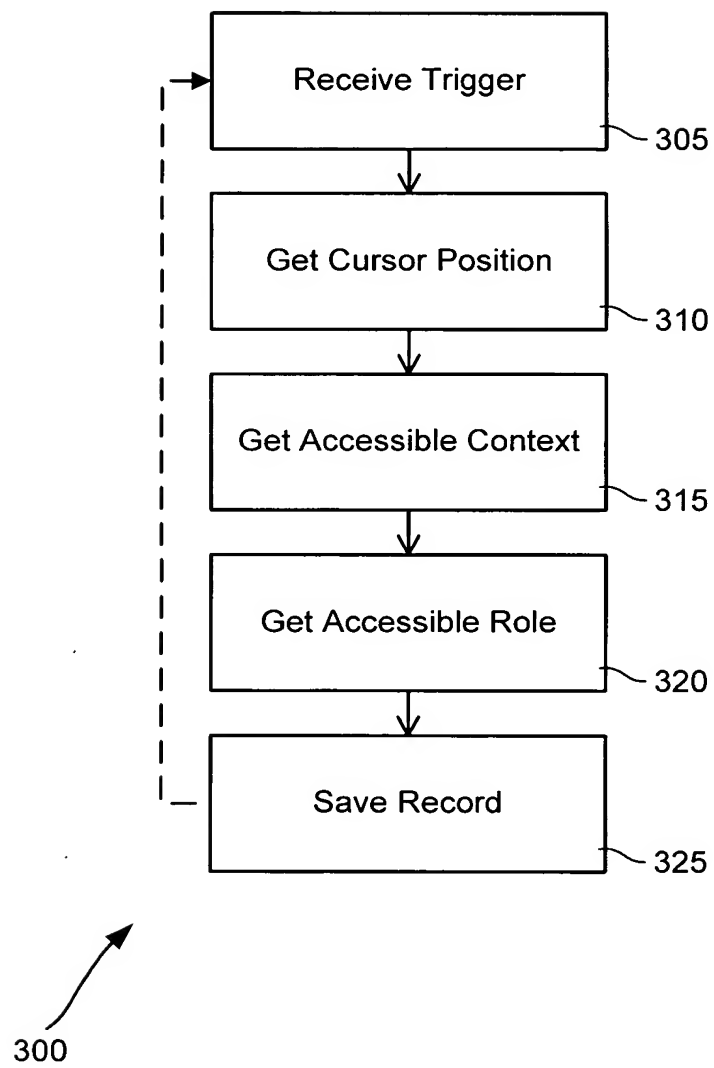 Receive Trigger
305
Get Cursor Position
310
Get Accessible Context
315
Get Accessible Role
320
Save Record
325
300